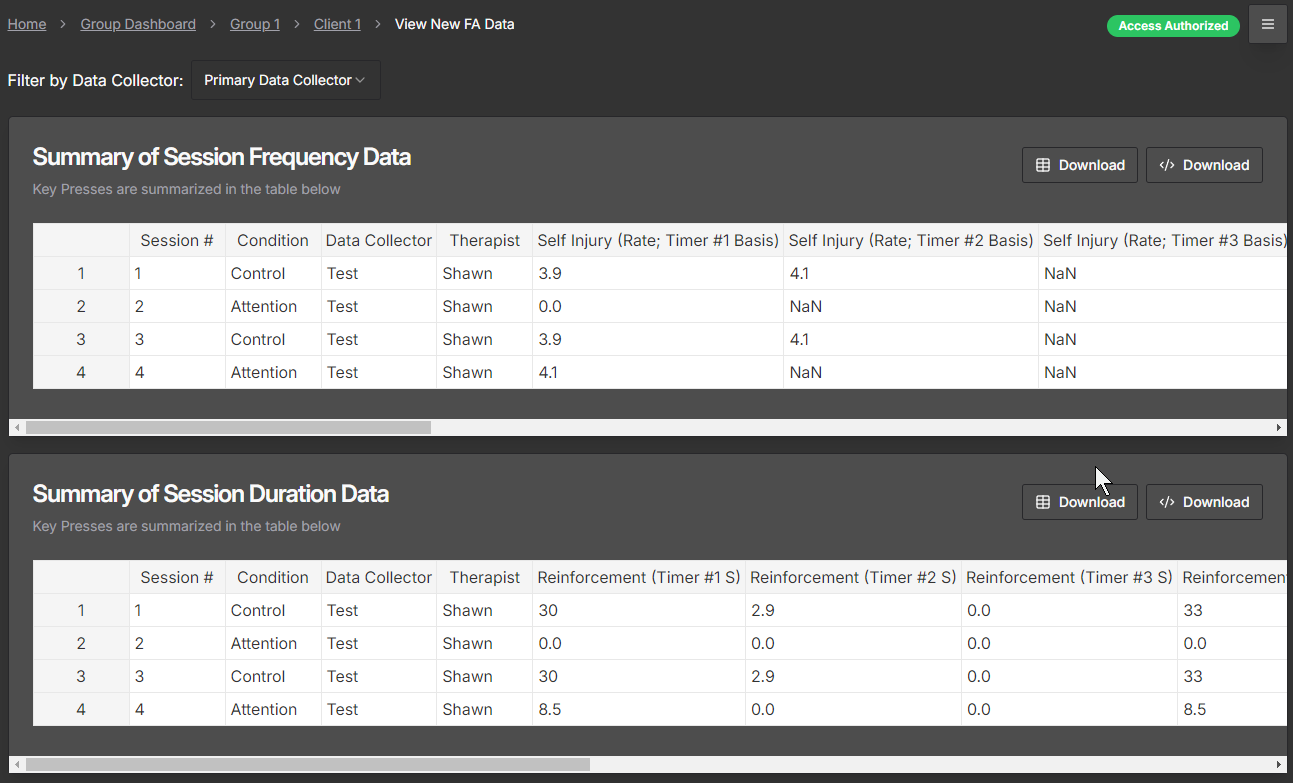 Home > Group Dashboard > Group 1 > Client 1 > View New FA Data
Access Authorized
Filter by Data Collector: Primary Data Collector
Summary of Session Frequency Data
Download </> Download
Key Presses are summarized in the table below
Session # Condition Data Collector Therapist Self Injury (Rate; Timer #1 Basis) Self Injury (Rate; Timer #2 Basis) Self Injury (Rate; Timer #3 Basis)
1 1 Control Test Shawn 3.9 4.1 NaN
2 2 Attention Test Shawn 0.0 NaN NaN
3 3 Control Test Shawn 3.9 4.1 NaN
4 4 Attention Test Shawn 4.1 NaN NaN
Summary of Session Duration Data
Download </> Download
Key Presses are summarized in the table below
Session # Condition Data Collector Therapist Reinforcement (Timer #1 S) Reinforcement (Timer #2 S) Reinforcement (Timer #3 S) Reinforcemen
1 1 Control Test Shawn 30 2.9 0.0 33
2 2 Attention Test Shawn 0.0 0.0 0.0 0.0
3 3 Control Test Shawn 30 2.9 0.0 33
4 4 Attention Test Shawn 8.5 0.0 0.0 8.5